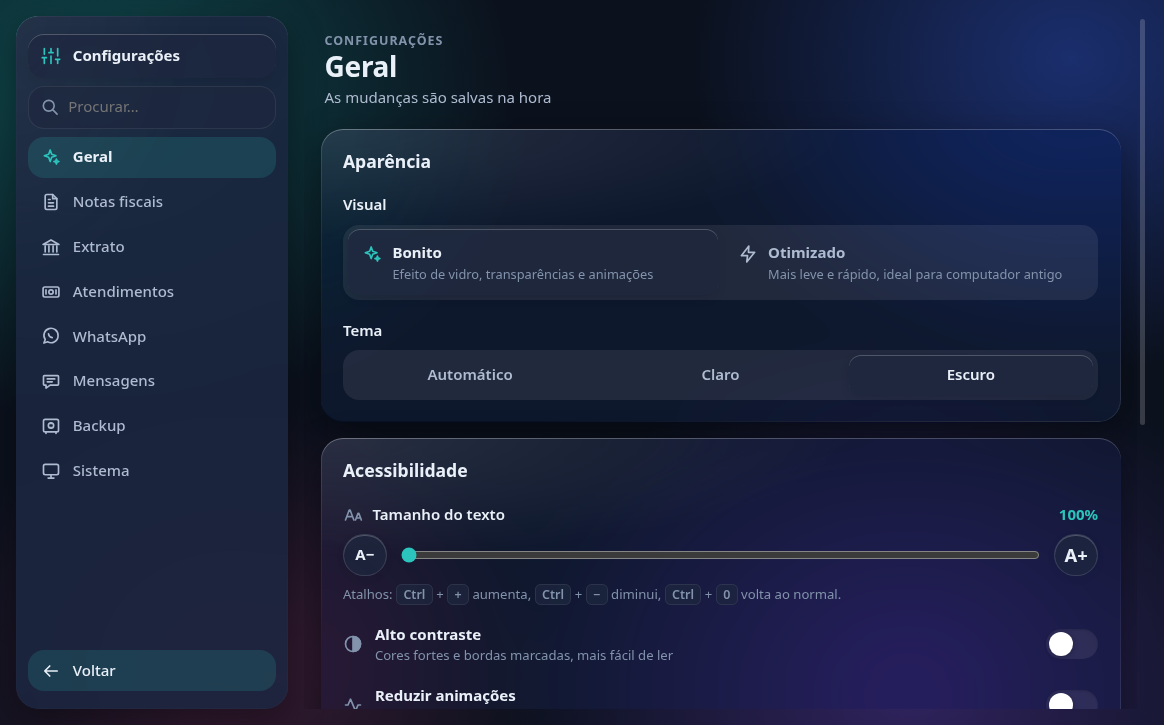 Configurações
Procurar...
Geral
Notas fiscais
Extrato
Atendimentos
WhatsApp
Mensagens
Backup
Sistema
Voltar
CONFIGURAÇÕES
Geral
As mudanças são salvas na hora
Aparência
Visual
Bonito
Efeito de vidro, transparências e animações
Otimizado
Mais leve e rápido, ideal para computador antigo
Tema
Automático Claro Escuro
Acessibilidade
Tamanho do texto 100%
A− A+
Atalhos: Ctrl + + aumenta, Ctrl + − diminui, Ctrl + 0 volta ao normal.
Alto contraste
Cores fortes e bordas marcadas, mais fácil de ler
Reduzir animações